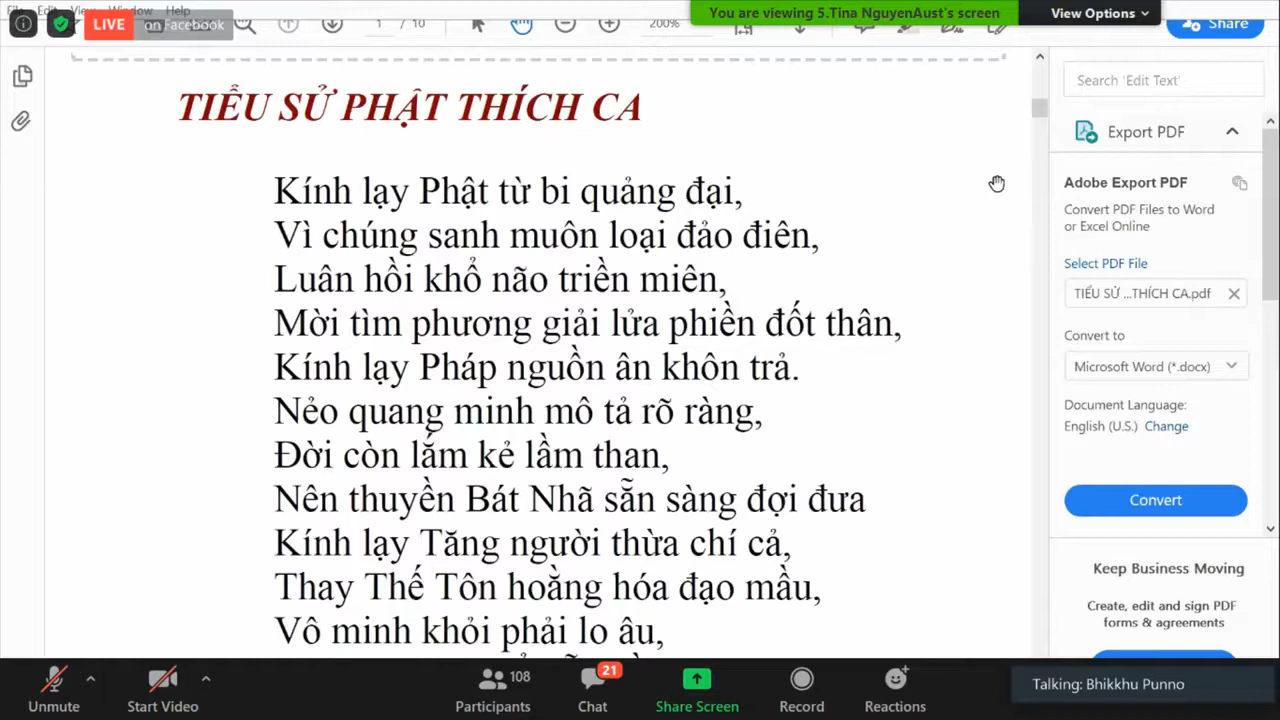 File Edit View Window Help
LIVE on Facebook
1 / 10
200%
You are viewing 5.Tina NguyenAust's screen
View Options
Share
TIỂU SỬ PHẬT THÍCH CA
Kính lạy Phật từ bi quảng đại,
Vì chúng sanh muôn loại đảo điên,
Luân hồi khổ não triền miên,
Mời tìm phương giải lửa phiền đốt thân,
Kính lạy Pháp nguồn ân khôn trả.
Nẻo quang minh mô tả rõ ràng,
Đời còn lắm kẻ lầm than,
Nên thuyền Bát Nhã sẵn sàng đợi đưa
Kính lạy Tăng người thừa chí cả,
Thay Thế Tôn hoằng hóa đạo mầu,
Vô minh khỏi phải lo âu,
Search 'Edit Text'
Export PDF
Adobe Export PDF
Convert PDF Files to Word
or Excel Online
Select PDF File
TIỂU SỬ ...THÍCH CA.pdf
Convert to
Microsoft Word (*.docx)
Document Language:
English (U.S.) Change
Convert
Keep Business Moving
Create, edit and sign PDF
forms & agreements
Unmute
Start Video
108
Participants
21
Chat
Share Screen
Record
Reactions
Talking: Bhikkhu Punno